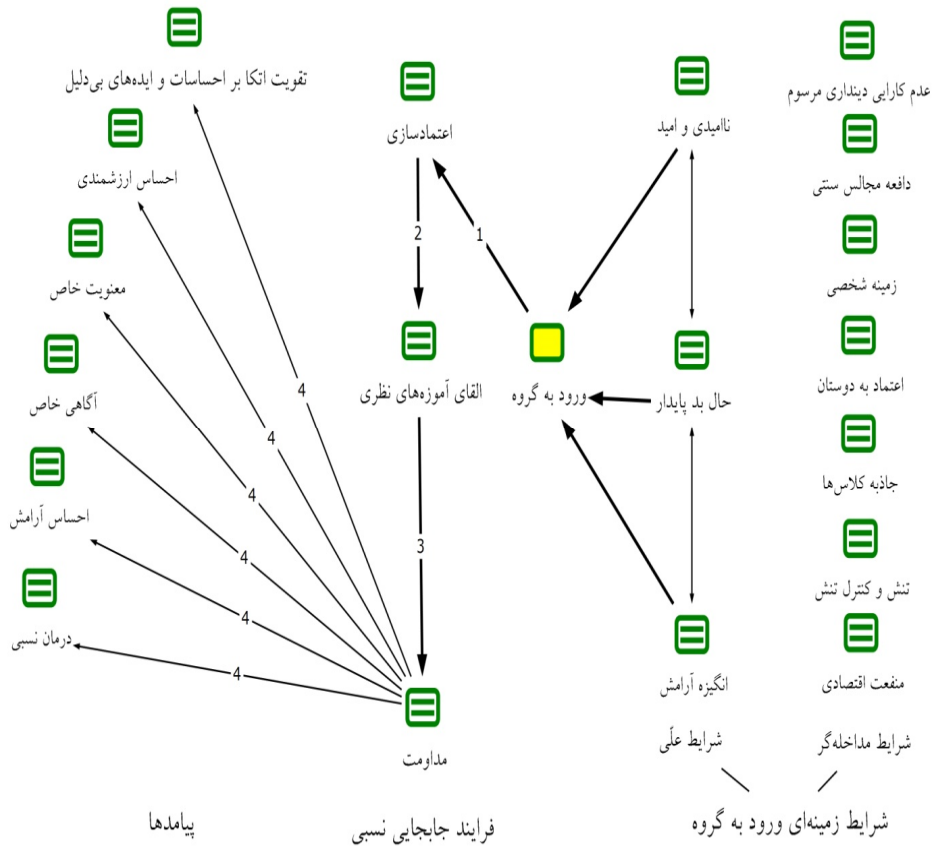 عدم کارایی دینداری مرسوم
دافعه مجالس سنتی
زمینه شخصی
اعتماد به دوستان
جاذبه کلاس‌ها
تنش و کنترل تنش
منفعت اقتصادی
شرایط مداخله‌گر
ناامیدی و امید
حال بد پایدار
انگیزه آرامش
شرایط علّی
شرایط زمینه‌ای ورود به گروه
ورود به گروه
1
اعتمادسازی
2
القای آموزه‌های نظری
3
مداومت
فرایند جابجایی نسبی
4
4
4
4
4
4
تقویت اتکا بر احساسات و ایده‌های بی‌دلیل
احساس ارزشمندی
معنویت خاص
آگاهی خاص
احساس آرامش
درمان نسبی
پیامدها